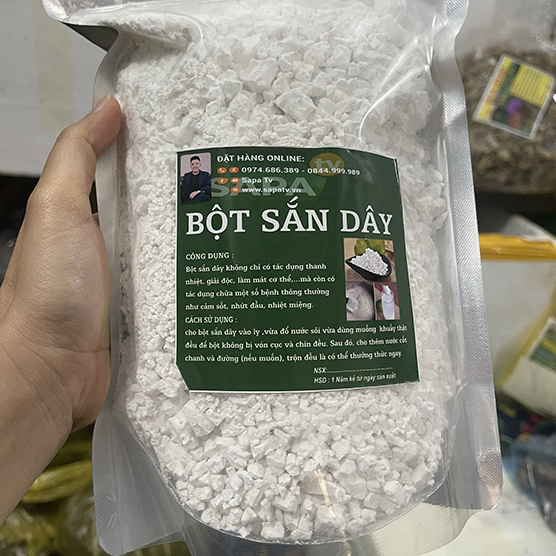 ĐẶT HÀNG ONLINE:
0974.686.389 - 0844.999.989
Sapa Tv
www.sapatv.vn
SAPA tv
BỘT SẮN DÂY
CÔNG DỤNG :
Bột sắn dây không chỉ có tác dụng thanh
nhiệt, giải độc, làm mát cơ thể,...mà còn có
tác dụng chữa một số bệnh thông thường
như cảm sốt, nhứt đầu, nhiệt miệng.
CÁCH SỬ DỤNG :
cho bột sắn dây vào ly ,vừa đổ nước sôi vừa dùng muỗng khuấy thật
đều để bột không bị vón cục và chín đều. Sau đó, cho thêm nước cốt
chanh và đường (nếu muốn), trộn đều là có thể thưởng thức ngay.
NSX:..............................
HSD : 1 Năm kể từ ngày sản xuất